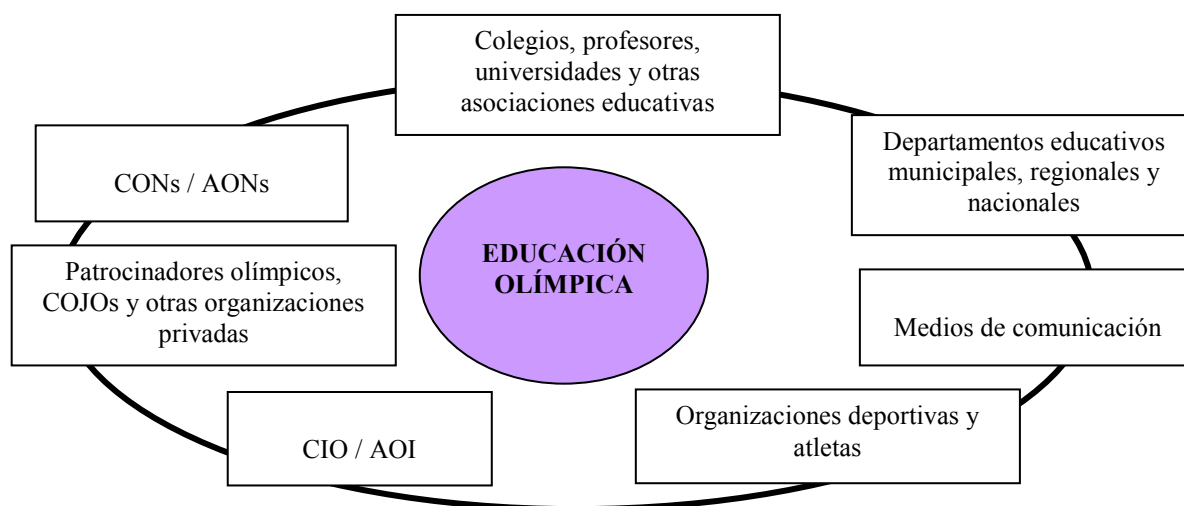 Colegios, profesores,
universidades y otras
asociaciones educativas
Departamentos educativos
municipales, regionales y
nacionales
CONs / AONs
EDUCACIÓN
OLÍMPICA
Patrocinadores olímpicos,
COJOs y otras organizaciones
privadas
Medios de comunicación
Organizaciones deportivas y
atletas
CIO / AOI